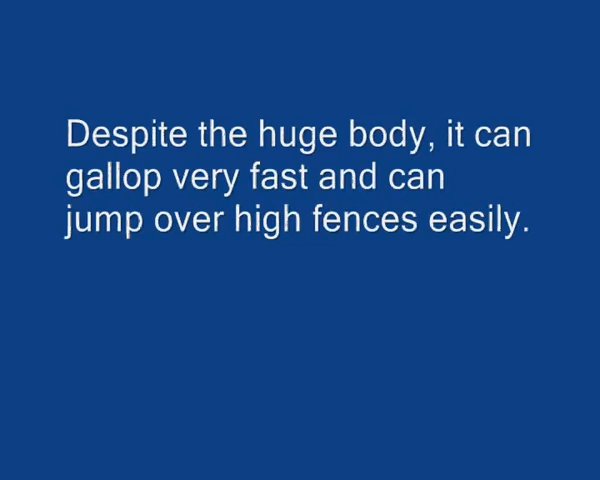 Despite the huge body, it can
gallop very fast and can
jump over high fences easily.